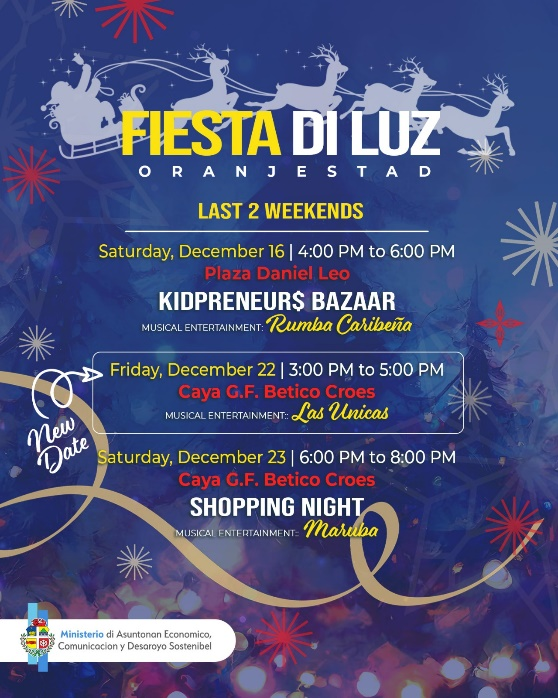 FIESTA DI LUZ
ORANJESTAD
LAST 2 WEEKENDS
Saturday, December 16 | 4:00 PM to 6:00 PM
Plaza Daniel Leo
KIDPRENEUR$ BAZAAR
MUSICAL ENTERTAINMENT: Rumba Caribeña
Friday, December 22 | 3:00 PM to 5:00 PM
Caya G.F. Betico Croes
MUSICAL ENTERTAINMENT:: Las Unicas
New
Date
Saturday, December 23 | 6:00 PM to 8:00 PM
Caya G.F. Betico Croes
SHOPPING NIGHT
MUSICAL ENTERTAINMENT:: Maruba
Ministerio di Asuntonan Economico,
Comunicacion y Desaroyo Sostenibel